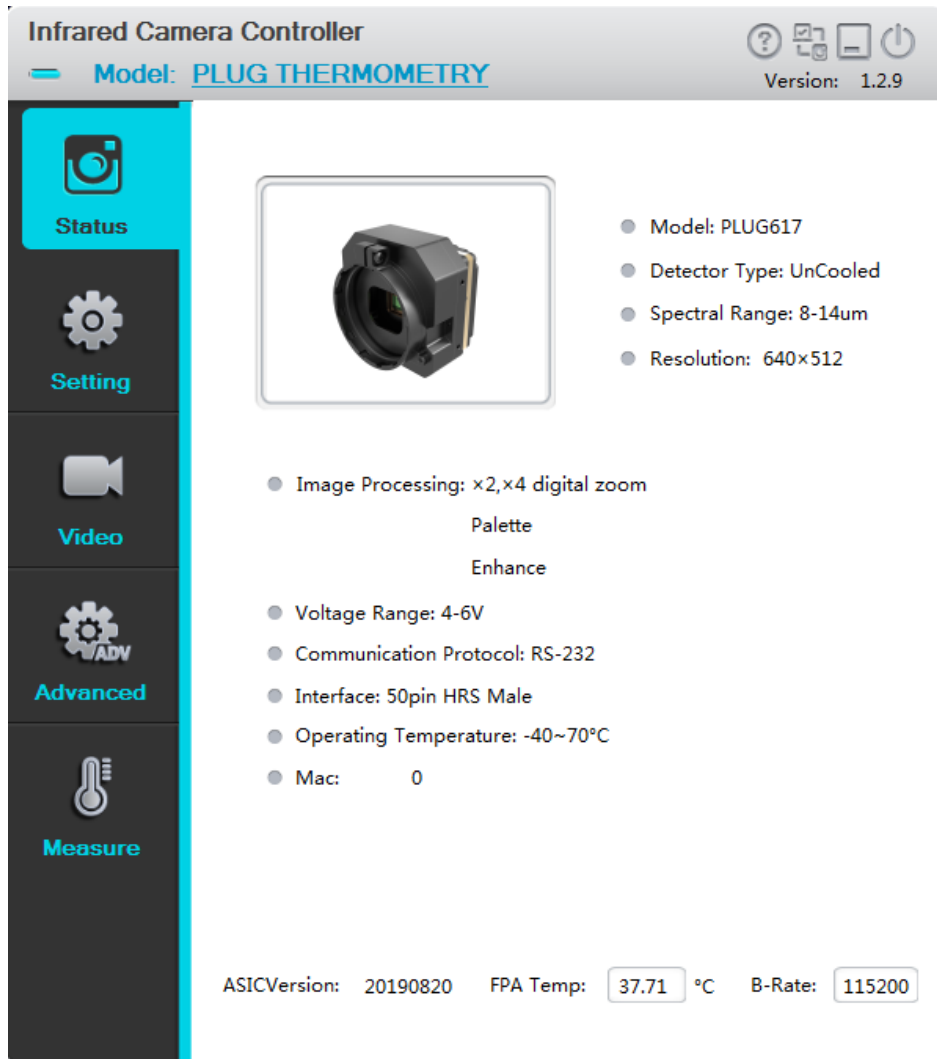 Infrared Camera Controller
Model: PLUG THERMOMETRY
Version: 1.2.9
Status
Setting
Video
ADV
Advanced
Measure
Model: PLUG617
Detector Type: UnCooled
Spectral Range: 8-14um
Resolution: 640×512
Image Processing: ×2,×4 digital zoom
Palette
Enhance
Voltage Range: 4-6V
Communication Protocol: RS-232
Interface: 50pin HRS Male
Operating Temperature: -40~70°C
Mac: 0
ASICVersion: 20190820 FPA Temp: 37.71 °C B-Rate: 115200